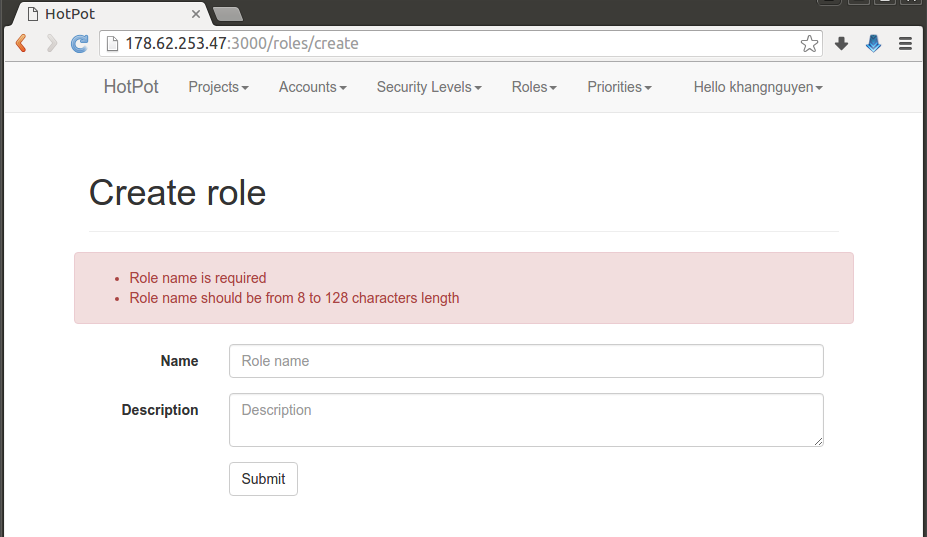 HotPot
178.62.253.47:3000/roles/create
HotPot Projects Accounts Security Levels Roles Priorities Hello khangnguyen
Create role
Role name is required
Role name should be from 8 to 128 characters length
Name Role name
Description Description
Submit